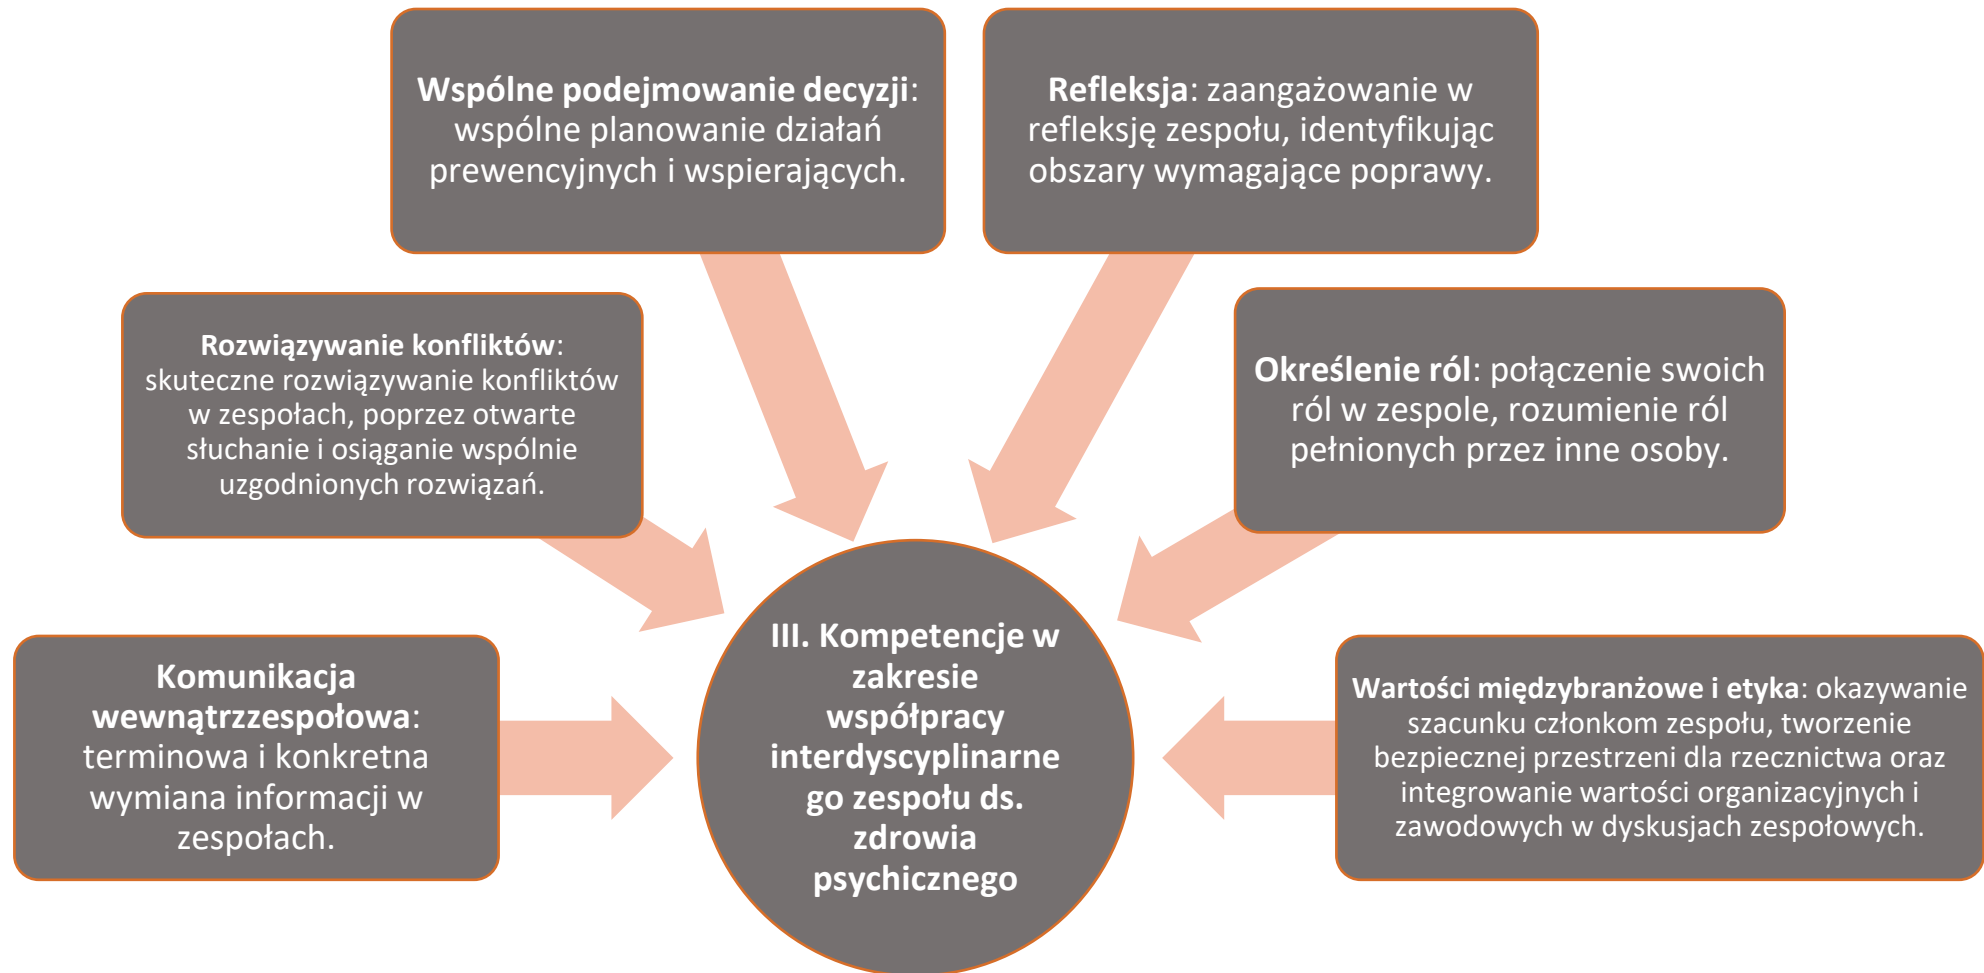 Wspólne podejmowanie decyzji:
wspólne planowanie działań
prewencyjnych i wspierających.
Refleksja: zaangażowanie w
refleksję zespołu, identyfikując
obszary wymagające poprawy.
Rozwiązywanie konfliktów:
skuteczne rozwiązywanie konfliktów
w zespołach, poprzez otwarte
słuchanie i osiąganie wspólnie
uzgodnionych rozwiązań.
Określenie ról: połączenie swoich
ról w zespole, rozumienie ról
pełnionych przez inne osoby.
Komunikacja
wewnątrzzespołowa:
terminowa i konkretna
wymiana informacji w
zespołach.
III. Kompetencje w
zakresie
współpracy
interdyscyplinarne
go zespołu ds.
zdrowia
psychicznego
Wartości międzybranżowe i etyka: okazywanie
szacunku członkom zespołu, tworzenie
bezpiecznej przestrzeni dla rzecznictwa oraz
integrowanie wartości organizacyjnych i
zawodowych w dyskusjach zespołowych.